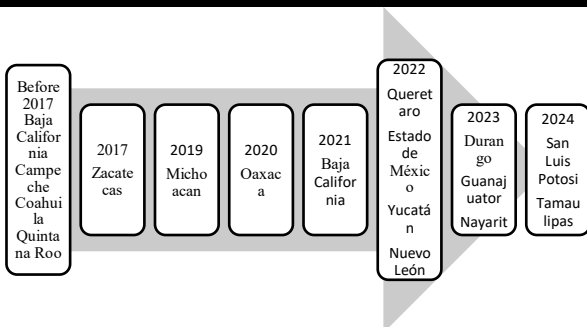 Before
2017
Baja
Califor
nia
Campe
che
Coahui
la
Quinta
na Roo
2017
Zacate
cas
2019
Micho
acan
2020
Oaxac
a
2021
Baja
Califor
nia
2022
Queret
aro
Estado
de
Méxic
o
Yucatá
n
Nuevo
León
2023
Duran
go
Guanaj
uator
Nayarit
2024
San
Luis
Potosi
Tamau
lipas